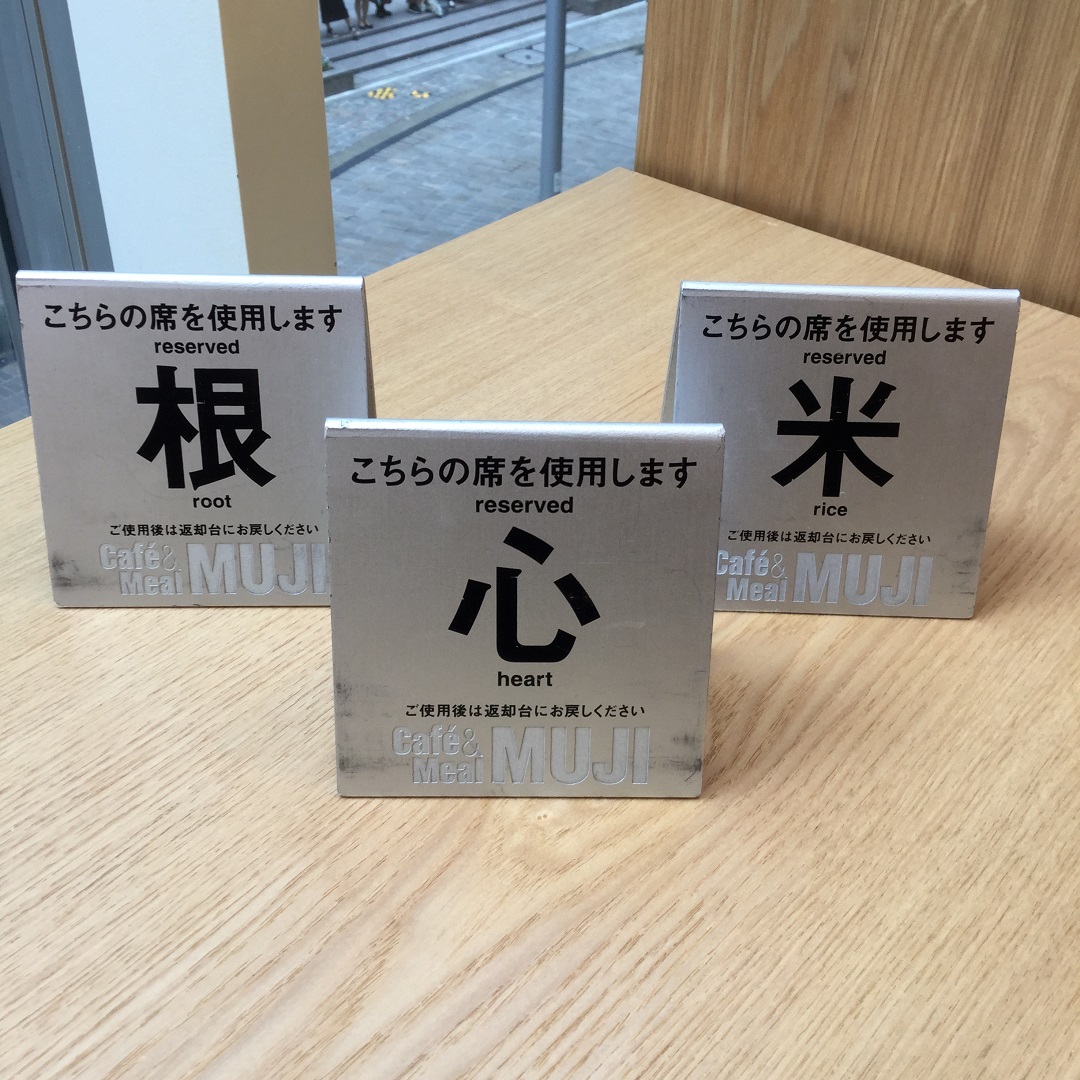 こちらの席を使用します
reserved
根
root
ご使用後は返却台にお戻しください
Café&
Meal MUJI
こちらの席を使用します
reserved
心
heart
ご使用後は返却台にお戻しください
Café&
Meal MUJI
こちらの席を使用します
reserved
米
rice
ご使用後は返却台にお戻しください
Café&
Meal MUJI